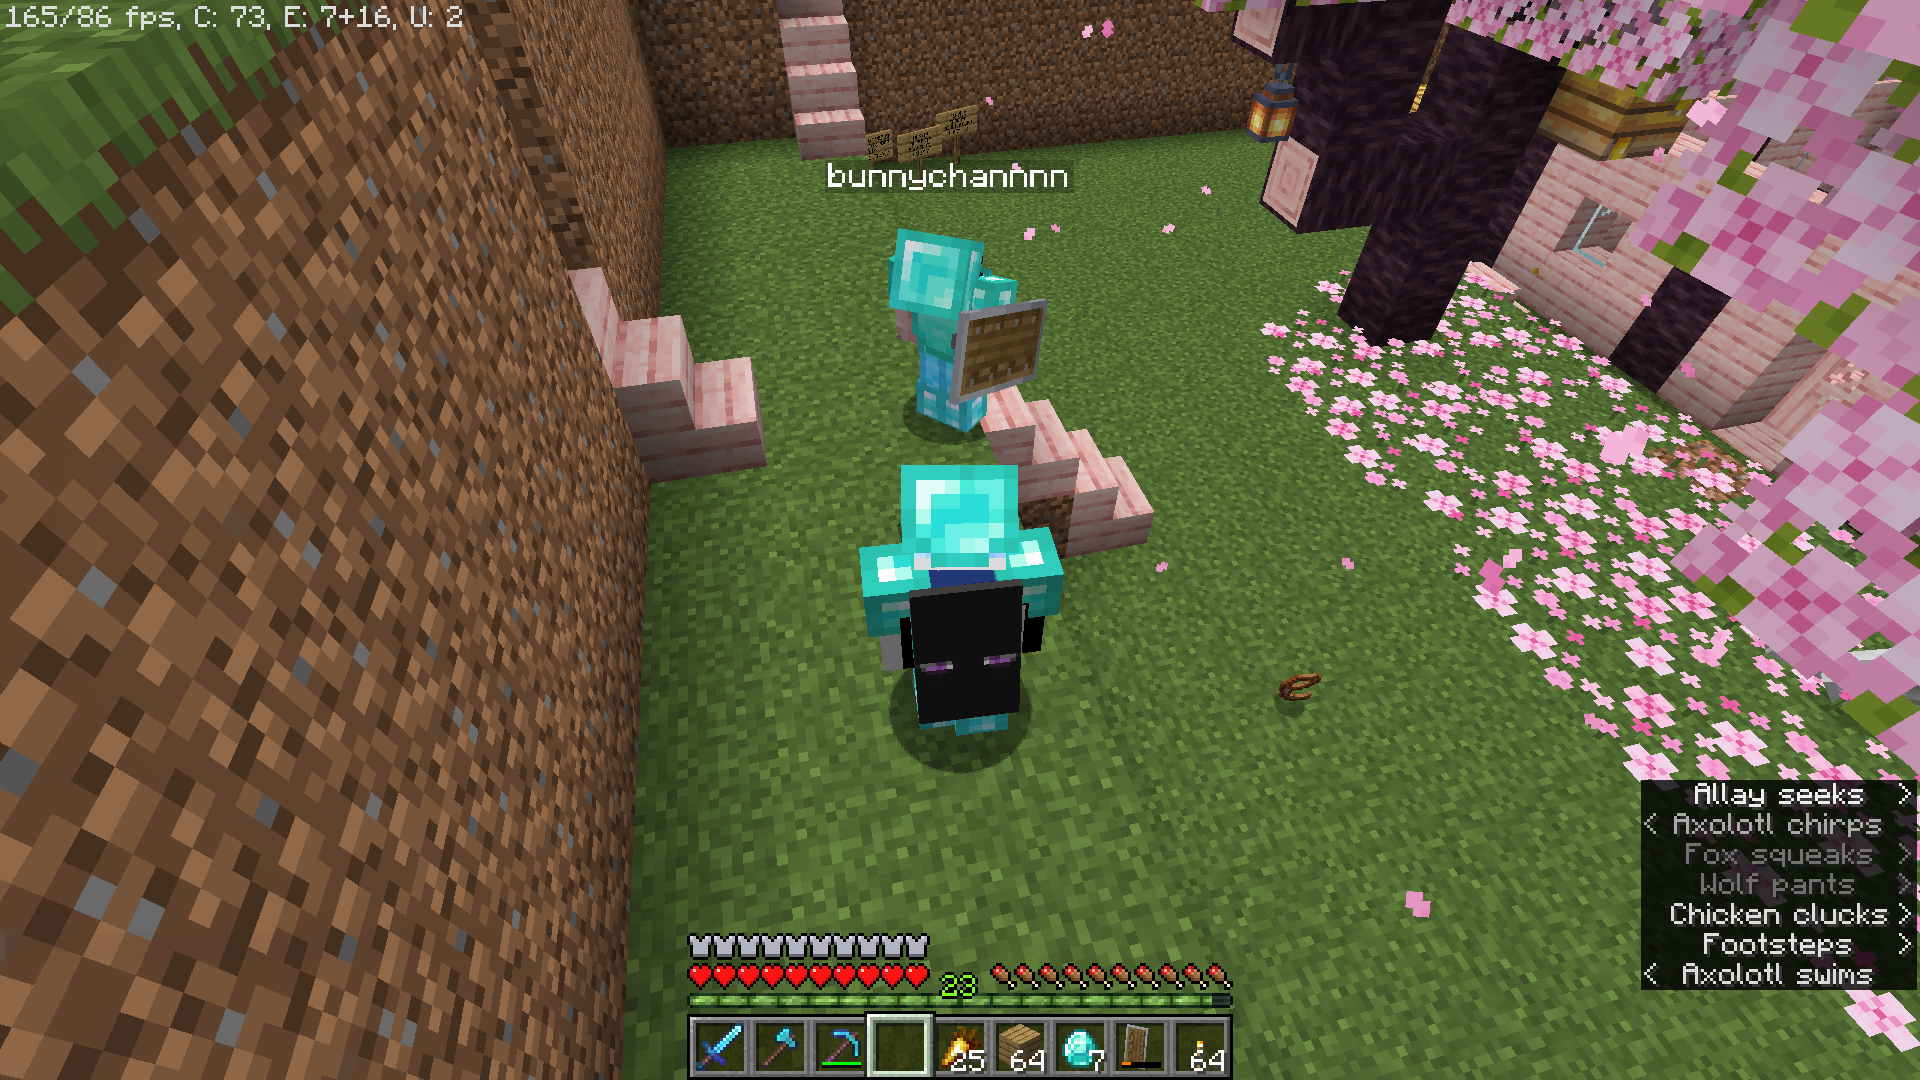 165/86 fps, C: 73, E: 7+16, U: 2
bunnychannnn
Allay seeks >
< Axolotl chirps
Fox squeaks >
Wolf pants >
Chicken clucks >
Footsteps >
< Axolotl swims
28
25
64
7
64